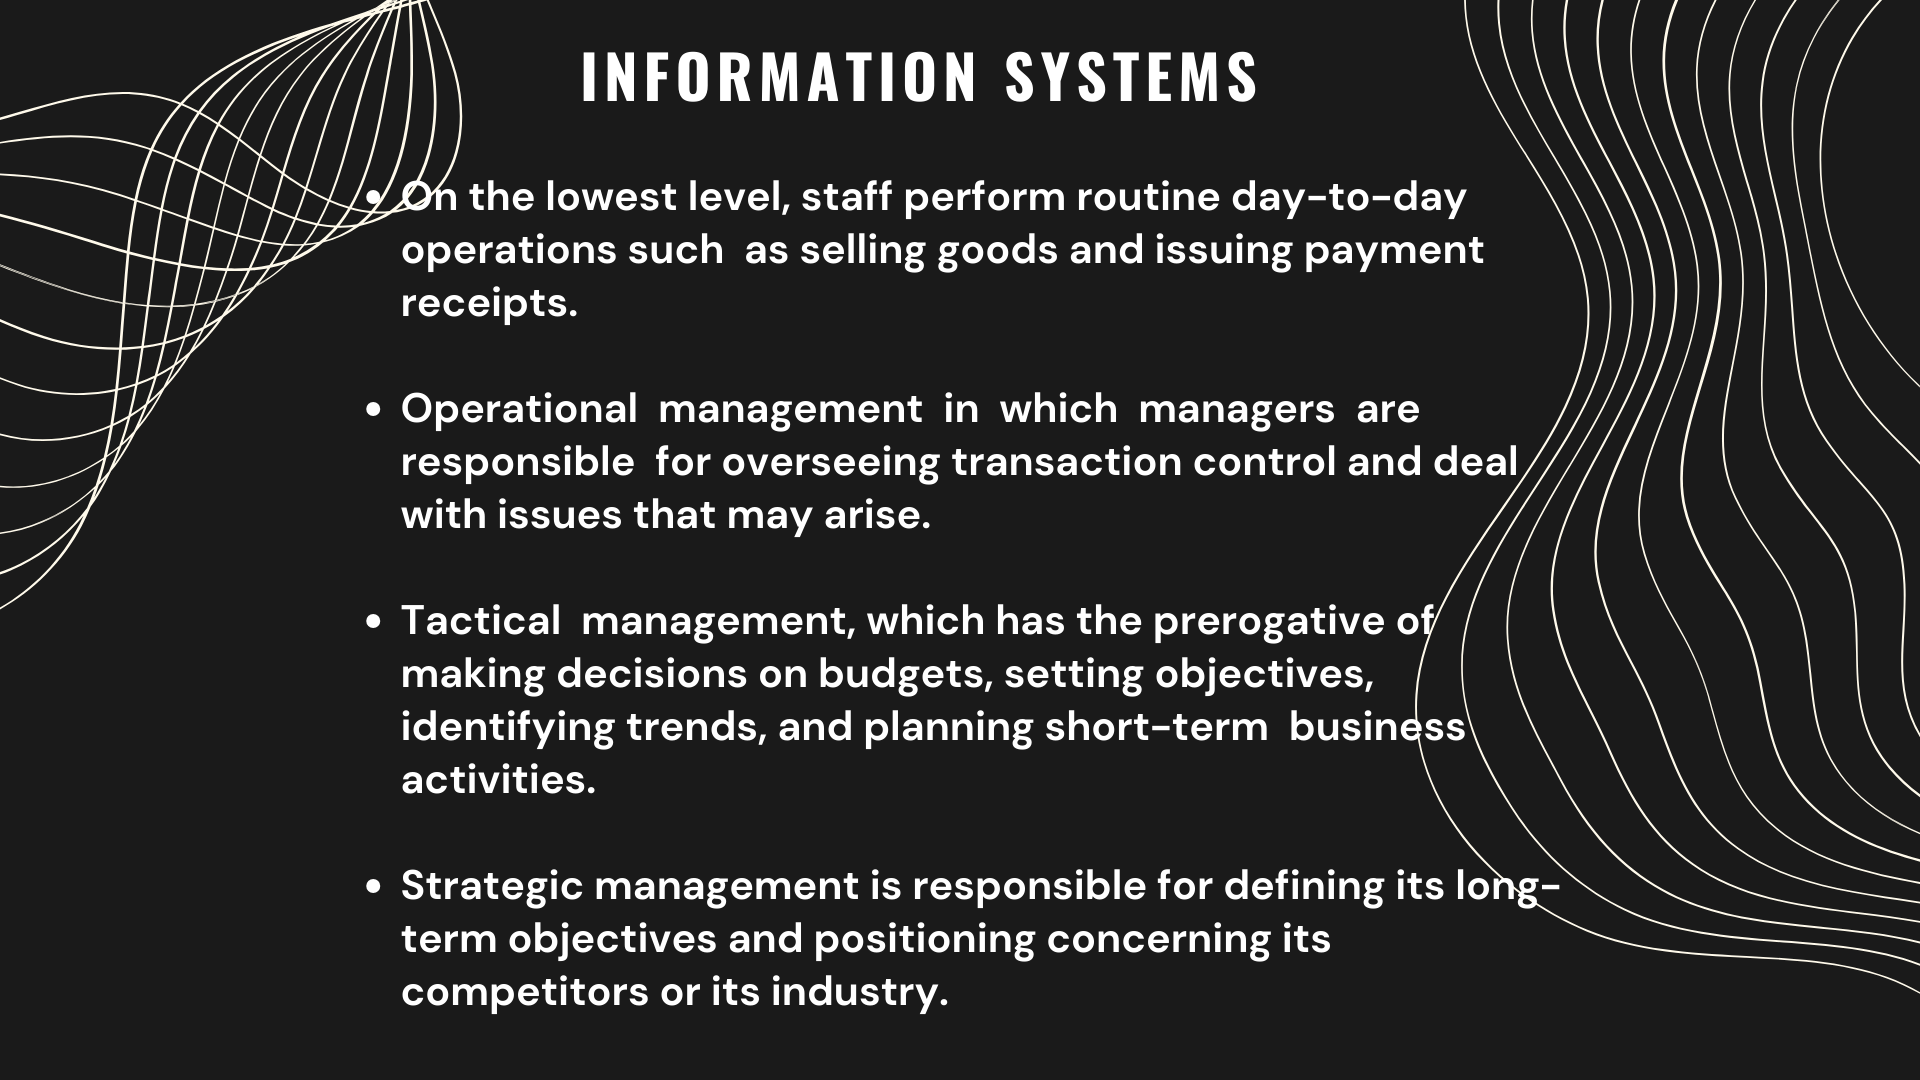 INFORMATION SYSTEMS
• On the lowest level, staff perform routine day-to-day
operations such as selling goods and issuing payment
receipts.
• Operational management in which managers are
responsible for overseeing transaction control and deal
with issues that may arise.
• Tactical management, which has the prerogative of
making decisions on budgets, setting objectives,
identifying trends, and planning short-term business
activities.
• Strategic management is responsible for defining its long-
term objectives and positioning concerning its
competitors or its industry.